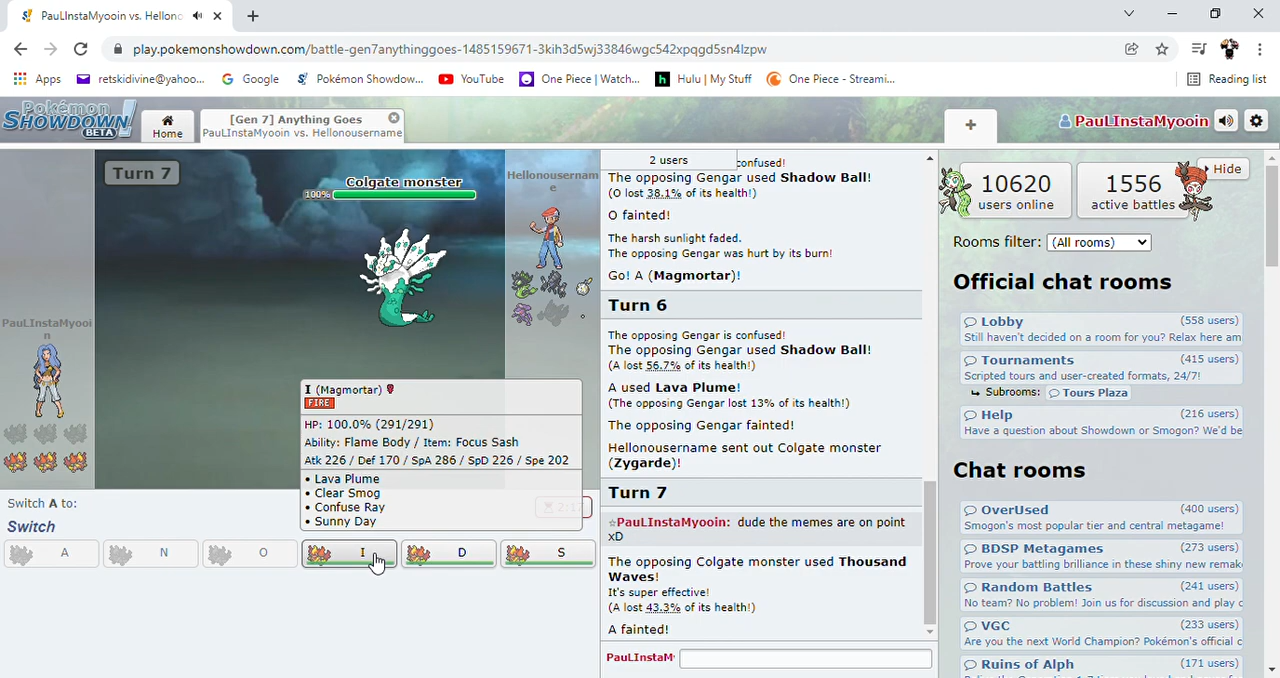 PauLInstaMyooin vs. Hellono
play.pokemonshowdown.com/battle-gen7anythinggoes-1485159671-3kih3d5wj33846wgc542xpqgd5sn4lzpw
Apps
retskidivine@yahoo...
Google
Pokémon Showdow...
YouTube
One Piece | Watch...
Hulu | My Stuff
One Piece - Streami...
Reading list
Pokémon
SHOWDOWN!
BETA
Home
[Gen 7] Anything Goes
PauLInstaMyooin vs. Hellonousername
+
PauLInstaMyooin
Turn 7
Colgate monster
100%
Hellonousernam
e
PauLInstaMyooi
n
I (Magmortar)
FIRE
HP: 100.0% (291/291)
Ability: Flame Body / Item: Focus Sash
Atk 226 / Def 170 / SpA 286 / SpD 226 / Spe 202
• Lava Plume
• Clear Smog
• Confuse Ray
• Sunny Day
Switch A to:
Switch
A
N
O
I
D
S
2 users
confused!
The opposing Gengar used Shadow Ball!
(O lost 38.1% of its health!)
O fainted!
The harsh sunlight faded.
The opposing Gengar was hurt by its burn!
Go! A (Magmortar)!
Turn 6
The opposing Gengar is confused!
The opposing Gengar used Shadow Ball!
(A lost 56.7% of its health!)
A used Lava Plume!
(The opposing Gengar lost 13% of its health!)
The opposing Gengar fainted!
Hellonousername sent out Colgate monster
(Zygarde)!
Turn 7
☆PauLInstaMyooin: dude the memes are on point
xD
The opposing Colgate monster used Thousand
Waves!
It's super effective!
(A lost 43.3% of its health!)
A fainted!
PauLInstaM
10620
users online
1556
active battles
Hide
Rooms filter: (All rooms)
Official chat rooms
Lobby (558 users)
Still haven't decided on a room for you? Relax here am
Tournaments (415 users)
Scripted tours and user-created formats, 24/7!
Subrooms: Tours Plaza
Help (216 users)
Have a question about Showdown or Smogon? We'd be
Chat rooms
OverUsed (400 users)
Smogon's most popular tier and central metagame!
BDSP Metagames (273 users)
Prove your battling brilliance in these shiny new remak
Random Battles (241 users)
No team? No problem! Join us for discussion and play c
VGC (233 users)
Are you the next World Champion? Pokémon's official c
Ruins of Alph (171 users)